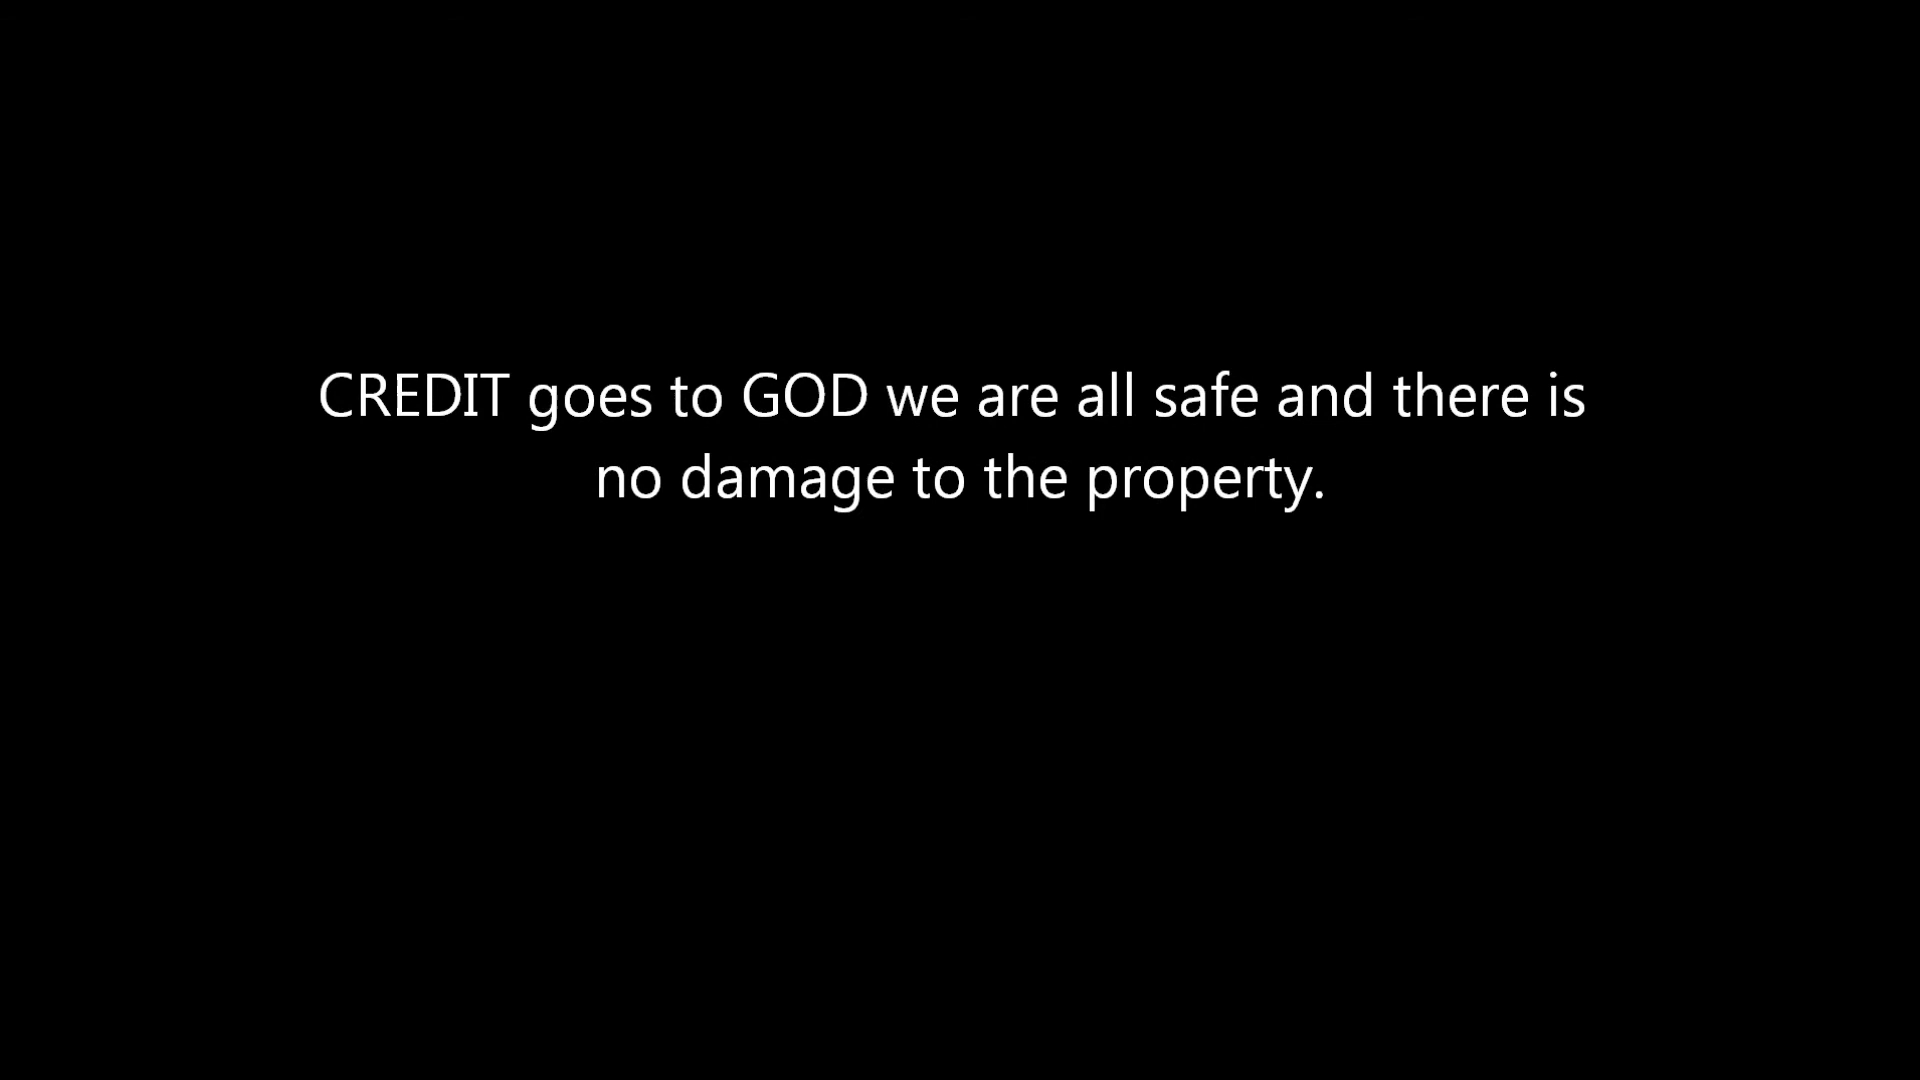 CREDIT goes to GOD we are all safe and there is
no damage to the property.